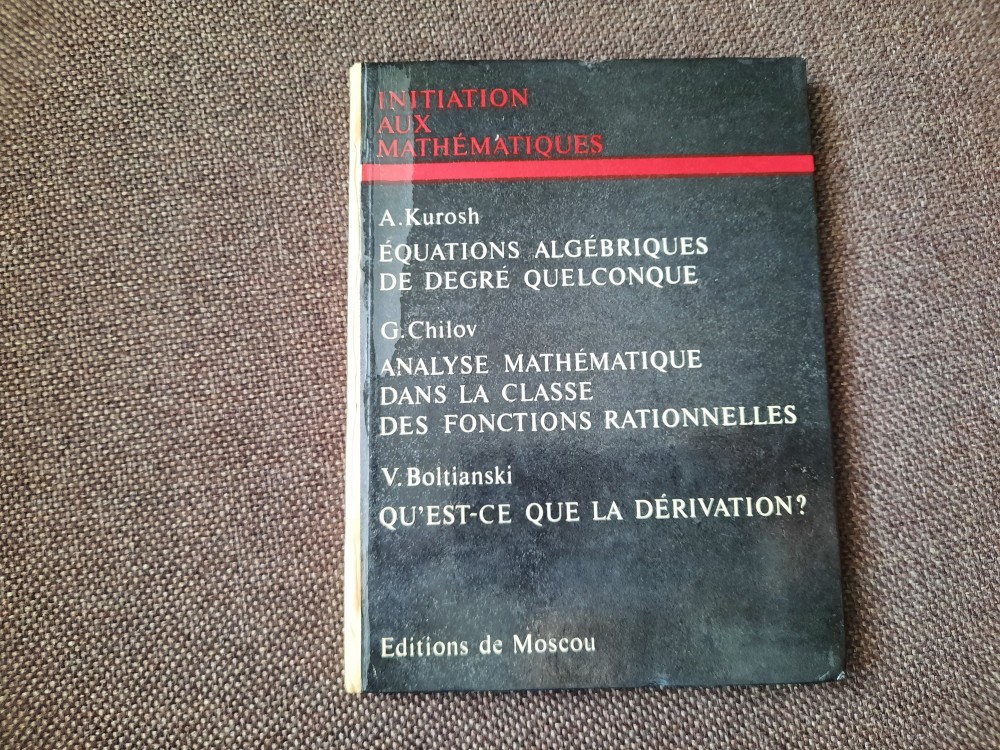 INITIATION
AUX
MATHÉMATIQUES
A.Kurosh
ÉQUATIONS ALGÉBRIQUES
DE DEGRÉ QUELCONQUE
G.Chilov
ANALYSE MATHÉMATIQUE
DANS LA CLASSE
DES FONCTIONS RATIONNELLES
V.Boltianski
QU'EST-CE QUE LA DÉRIVATION?
Editions de Moscou